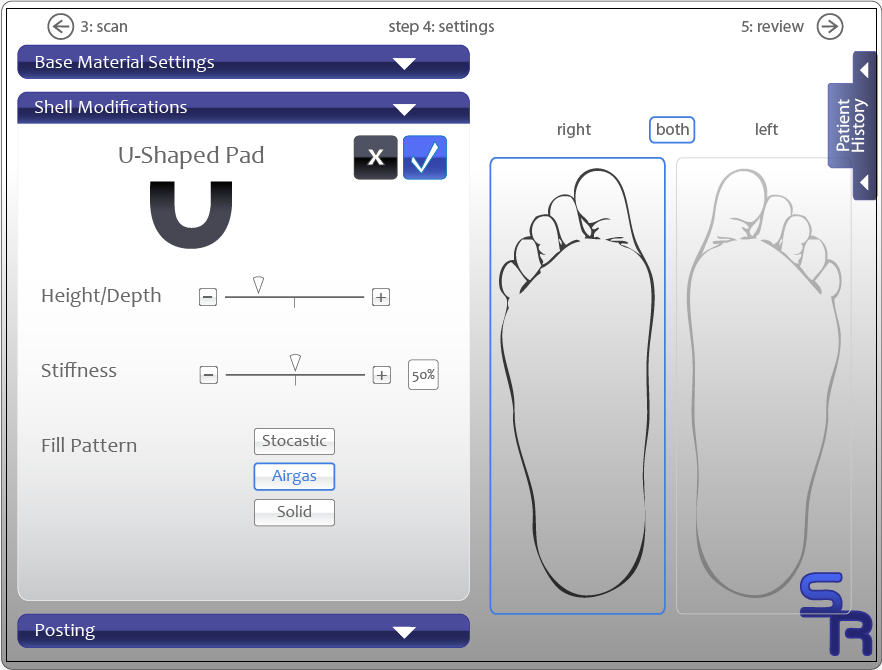 3: scan
step 4: settings
5: review
Base Material Settings
Shell Modifications
U-Shaped Pad
X
Height/Depth
Stiffness
50%
Fill Pattern
Stocastic
Airgas
Solid
Posting
right
both
left
Patient
History
SR